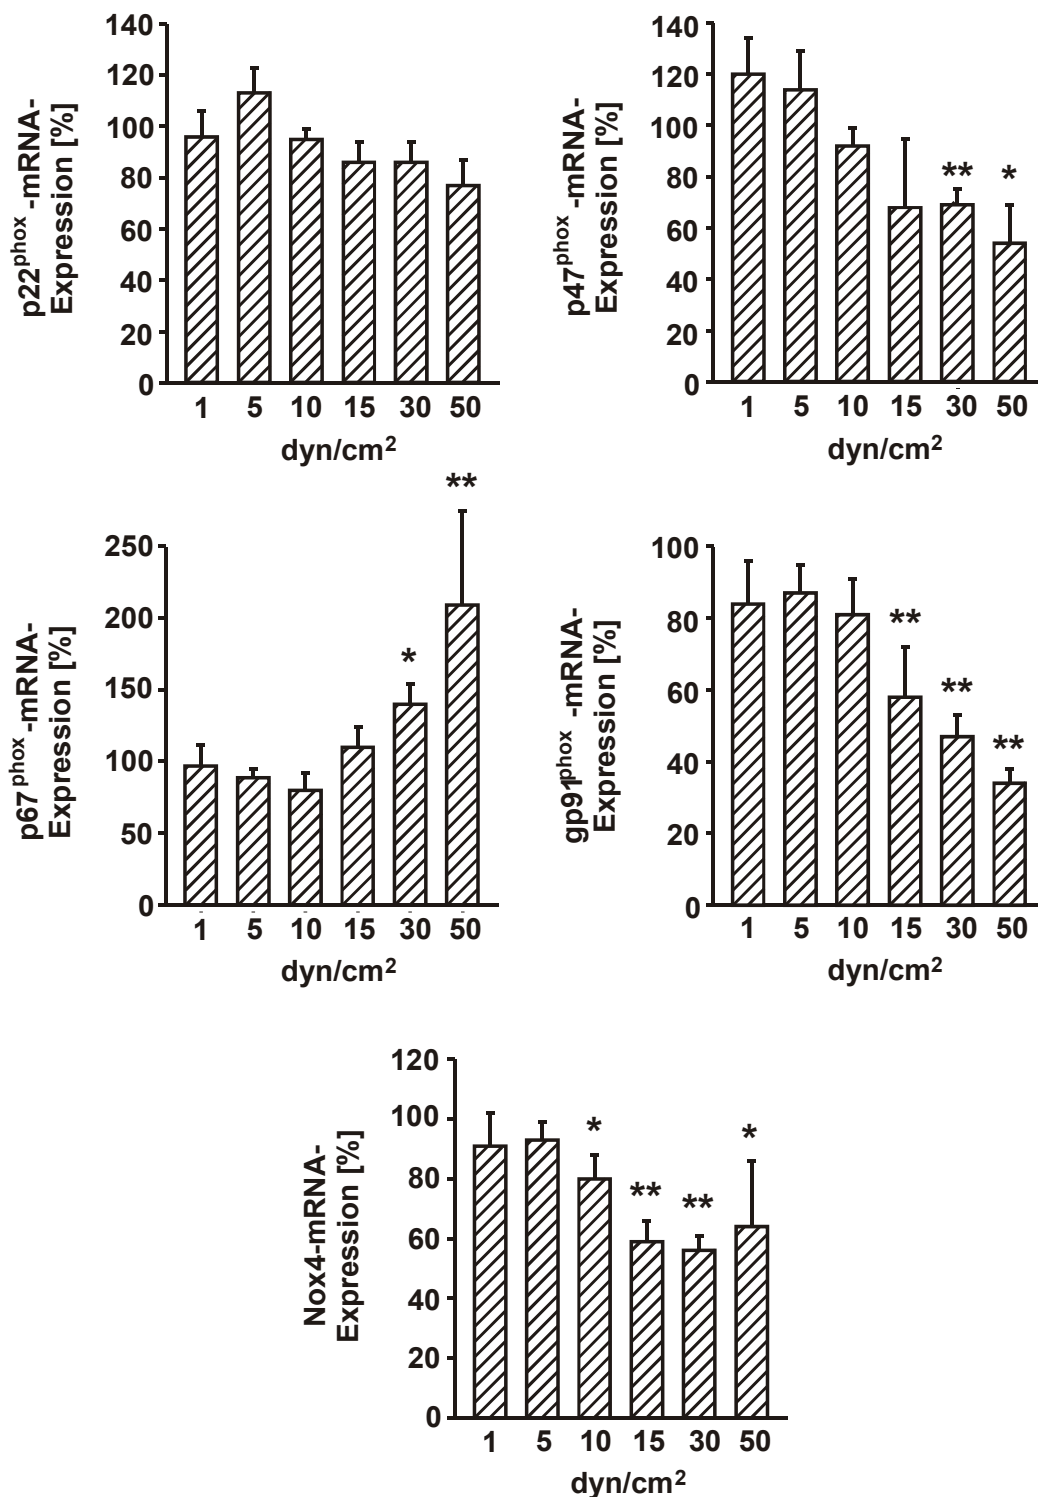 p22phox-mRNA-
Expression [%]
140
120
100
80
60
40
20
0
1 5 10 15 30 50
dyn/cm2
p47phox-mRNA-
Expression [%]
140
120
100
80
60
40
20
0
** *
1 5 10 15 30 50
dyn/cm2
p67phox-mRNA-
Expression [%]
250
200
150
100
50
0
* **
1 5 10 15 30 50
dyn/cm2
gp91phox-mRNA-
Expression [%]
100
80
60
40
20
0
** ** **
1 5 10 15 30 50
dyn/cm2
Nox4-mRNA-
Expression [%]
120
100
80
60
40
20
0
* ** ** *
1 5 10 15 30 50
dyn/cm2